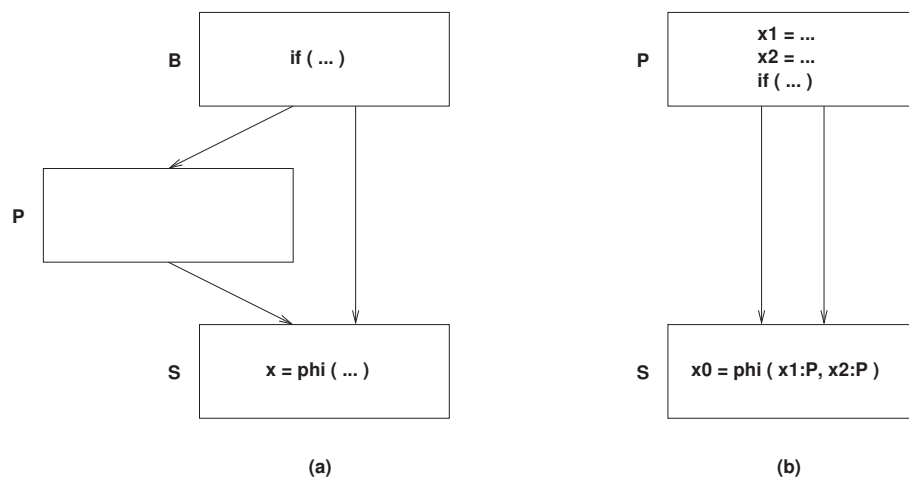 B
if ( ... )
P
S
x = phi ( ... )
(a)
P
x1 = ...
x2 = ...
if ( ... )
S
x0 = phi ( x1:P, x2:P )
(b)